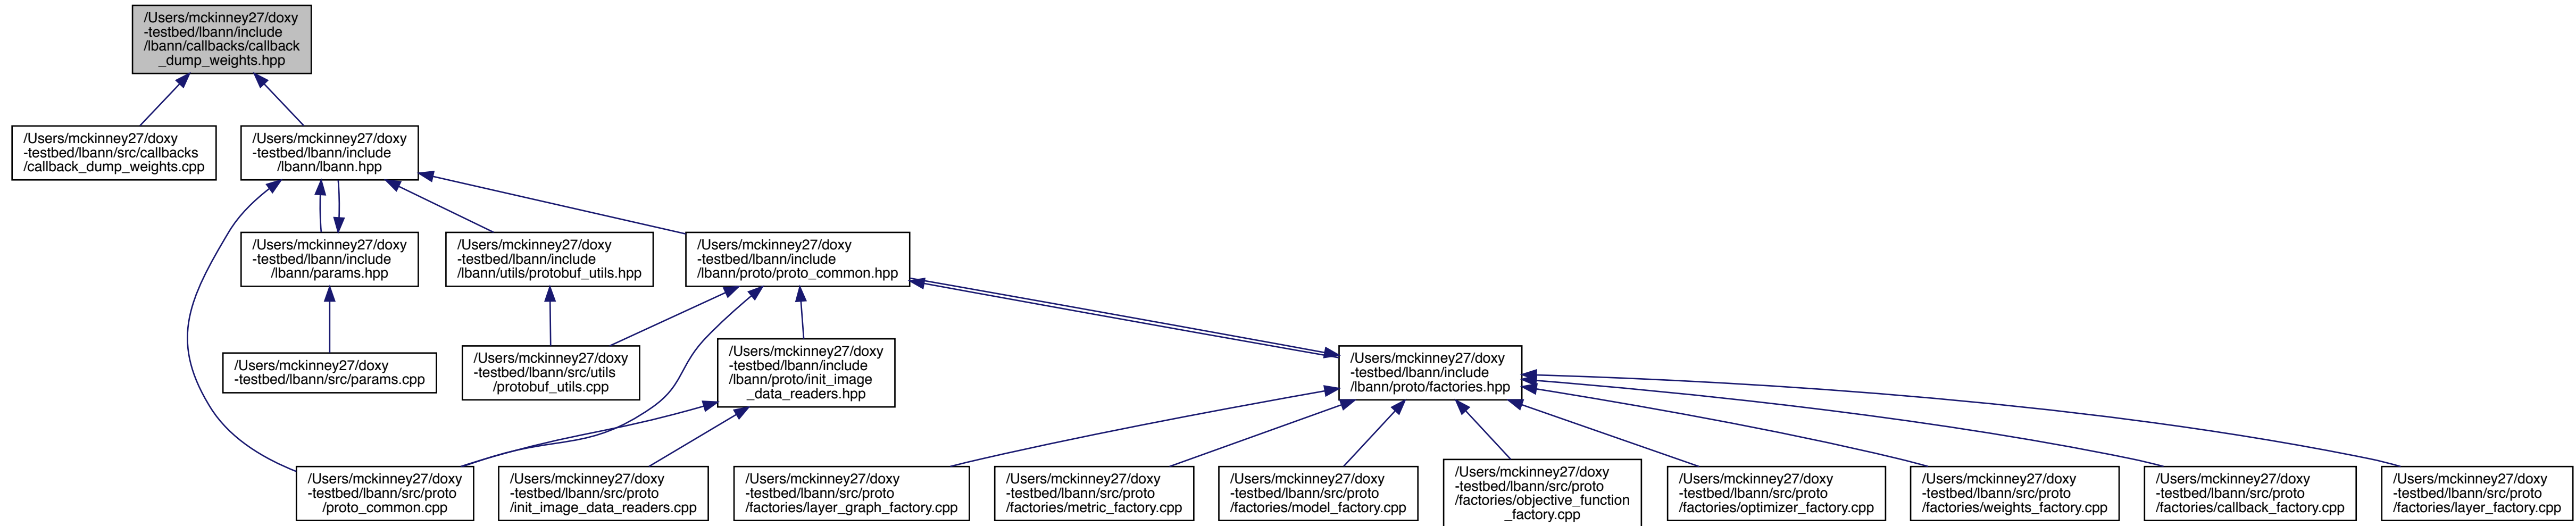 /Users/mckinney27/doxy
-testbed/lbann/include
/lbann/callbacks/callback
_dump_weights.hpp
/Users/mckinney27/doxy
-testbed/lbann/src/callbacks
/callback_dump_weights.cpp
/Users/mckinney27/doxy
-testbed/lbann/include
/lbann/lbann.hpp
/Users/mckinney27/doxy
-testbed/lbann/include
/lbann/params.hpp
/Users/mckinney27/doxy
-testbed/lbann/include
/lbann/utils/protobuf_utils.hpp
/Users/mckinney27/doxy
-testbed/lbann/include
/lbann/proto/proto_common.hpp
/Users/mckinney27/doxy
-testbed/lbann/src/params.cpp
/Users/mckinney27/doxy
-testbed/lbann/src/utils
/protobuf_utils.cpp
/Users/mckinney27/doxy
-testbed/lbann/include
/lbann/proto/init_image
_data_readers.hpp
/Users/mckinney27/doxy
-testbed/lbann/include
/lbann/proto/factories.hpp
/Users/mckinney27/doxy
-testbed/lbann/src/proto
/proto_common.cpp
/Users/mckinney27/doxy
-testbed/lbann/src/proto
/init_image_data_readers.cpp
/Users/mckinney27/doxy
-testbed/lbann/src/proto
/factories/layer_graph_factory.cpp
/Users/mckinney27/doxy
-testbed/lbann/src/proto
/factories/metric_factory.cpp
/Users/mckinney27/doxy
-testbed/lbann/src/proto
/factories/model_factory.cpp
/Users/mckinney27/doxy
-testbed/lbann/src/proto
/factories/objective_function
_factory.cpp
/Users/mckinney27/doxy
-testbed/lbann/src/proto
/factories/optimizer_factory.cpp
/Users/mckinney27/doxy
-testbed/lbann/src/proto
/factories/weights_factory.cpp
/Users/mckinney27/doxy
-testbed/lbann/src/proto
/factories/callback_factory.cpp
/Users/mckinney27/doxy
-testbed/lbann/src/proto
/factories/layer_factory.cpp